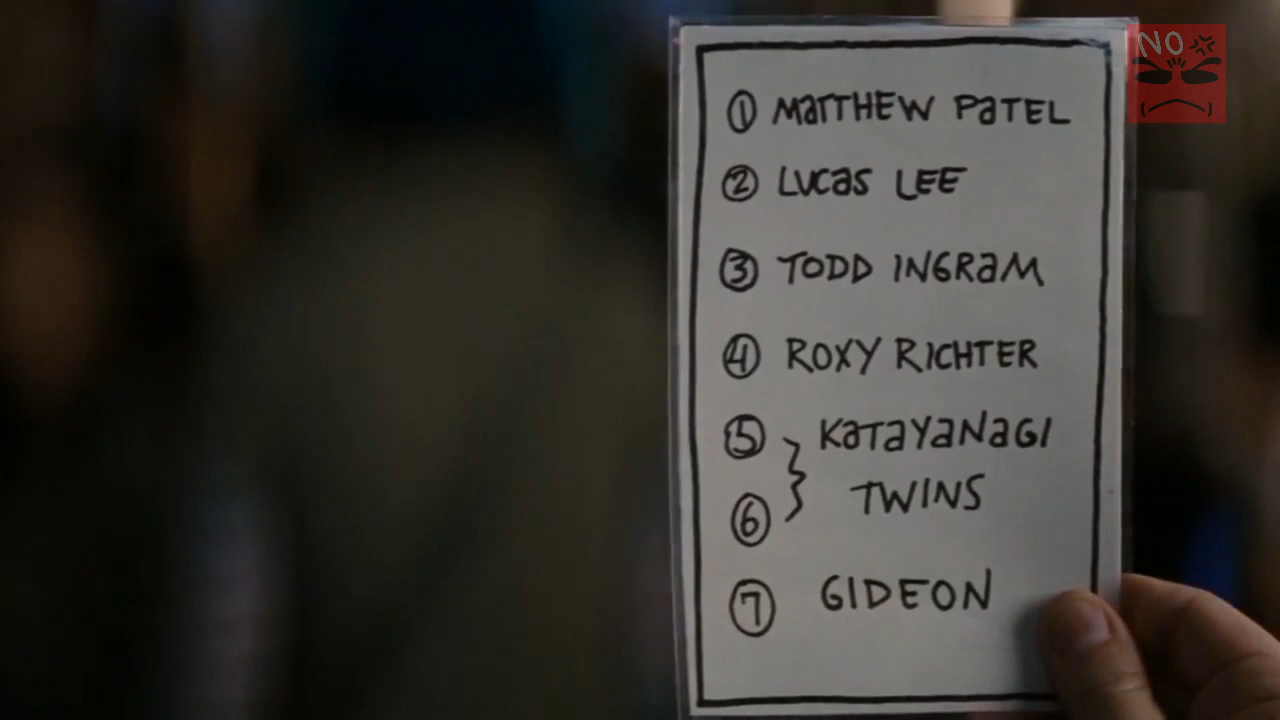 NO
① MaTTHEW PaTEL
② LUCaS LEE
③ TODD INGRaM
④ ROXY RICHTER
⑤ KaTaYaNaGI
⑥ TWINS
⑦ GIDEON